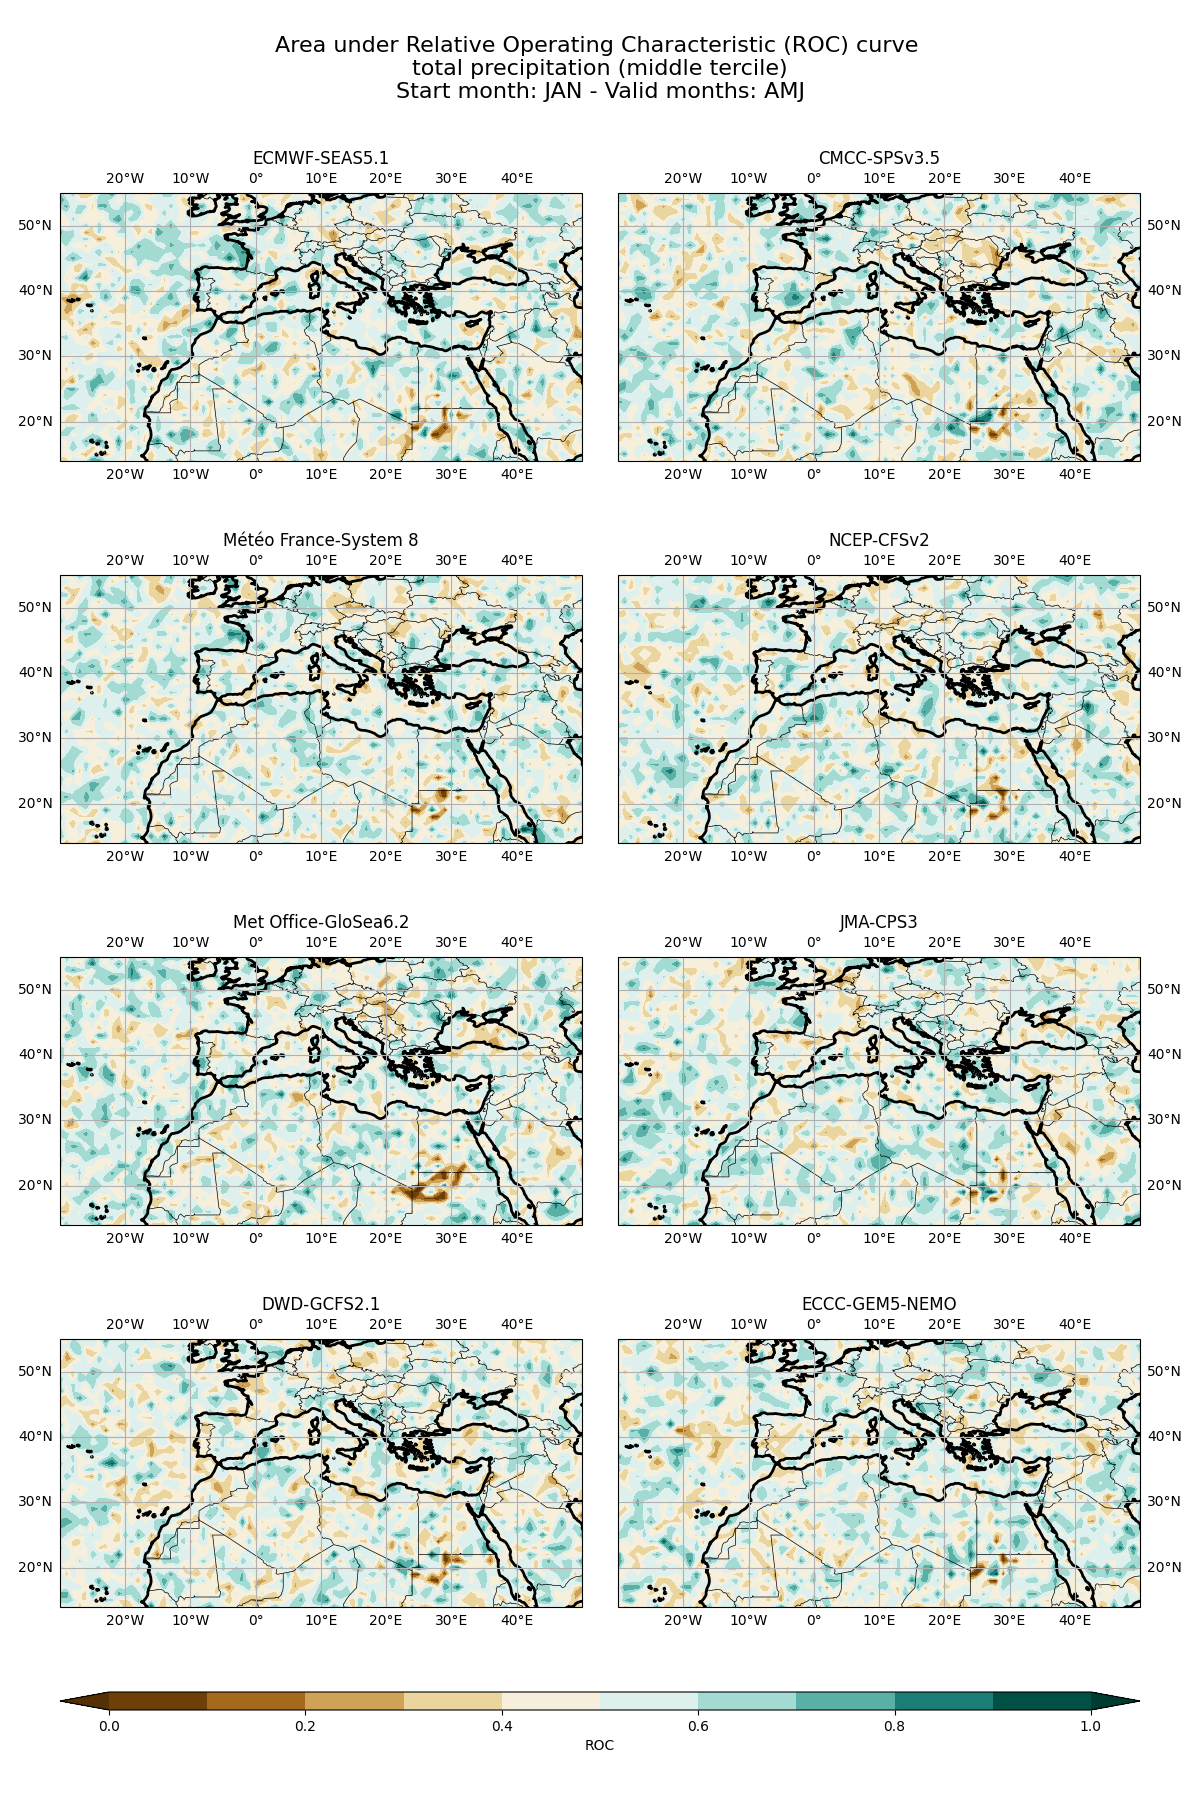 Area under Relative Operating Characteristic (ROC) curve
total precipitation (middle tercile)
Start month: JAN - Valid months: AMJ
ECMWF-SEAS5.1
20°W 10°W 0° 10°E 20°E 30°E 40°E
50°N
40°N
30°N
20°N
20°W 10°W 0° 10°E 20°E 30°E 40°E
CMCC-SPSv3.5
20°W 10°W 0° 10°E 20°E 30°E 40°E
50°N
40°N
30°N
20°N
20°W 10°W 0° 10°E 20°E 30°E 40°E
Météo France-System 8
20°W 10°W 0° 10°E 20°E 30°E 40°E
50°N
40°N
30°N
20°N
20°W 10°W 0° 10°E 20°E 30°E 40°E
NCEP-CFSv2
20°W 10°W 0° 10°E 20°E 30°E 40°E
50°N
40°N
30°N
20°N
20°W 10°W 0° 10°E 20°E 30°E 40°E
Met Office-GloSea6.2
20°W 10°W 0° 10°E 20°E 30°E 40°E
50°N
40°N
30°N
20°N
20°W 10°W 0° 10°E 20°E 30°E 40°E
JMA-CPS3
20°W 10°W 0° 10°E 20°E 30°E 40°E
50°N
40°N
30°N
20°N
20°W 10°W 0° 10°E 20°E 30°E 40°E
DWD-GCFS2.1
20°W 10°W 0° 10°E 20°E 30°E 40°E
50°N
40°N
30°N
20°N
20°W 10°W 0° 10°E 20°E 30°E 40°E
ECCC-GEM5-NEMO
20°W 10°W 0° 10°E 20°E 30°E 40°E
50°N
40°N
30°N
20°N
20°W 10°W 0° 10°E 20°E 30°E 40°E
0.0 0.2 0.4 0.6 0.8 1.0
ROC